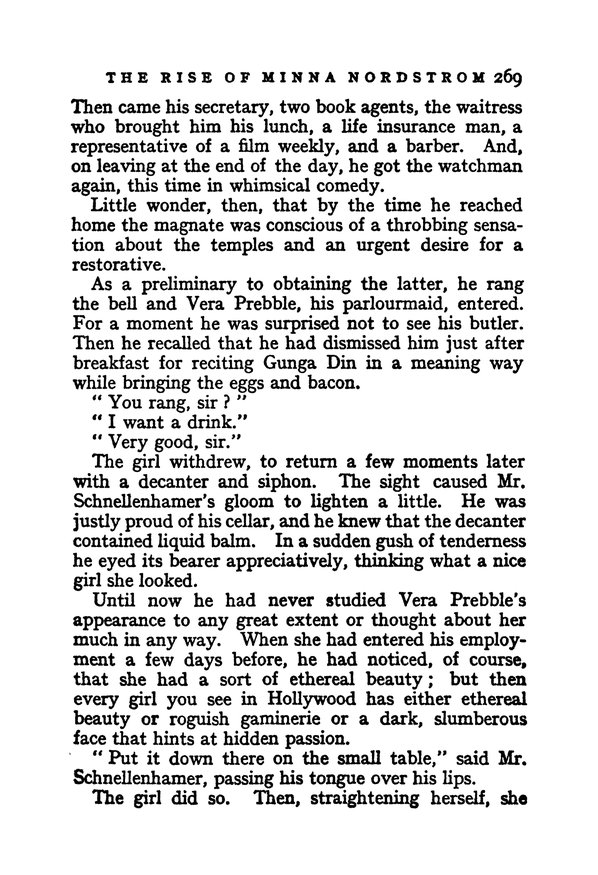 THE RISE OF MINNA NORDSTROM 269
Then came his secretary, two book agents, the waitress
who brought him his lunch, a life insurance man, a
representative of a film weekly, and a barber. And,
on leaving at the end of the day, he got the watchman
again, this time in whimsical comedy.
Little wonder, then, that by the time he reached
home the magnate was conscious of a throbbing sensa-
tion about the temples and an urgent desire for a
restorative.
As a preliminary to obtaining the latter, he rang
the bell and Vera Prebble, his parlourmaid, entered.
For a moment he was surprised not to see his butler.
Then he recalled that he had dismissed him just after
breakfast for reciting Gunga Din in a meaning way
while bringing the eggs and bacon.
" You rang, sir ? "
" I want a drink."
" Very good, sir."
The girl withdrew, to return a few moments later
with a decanter and siphon. The sight caused Mr.
Schnellenhamer's gloom to lighten a little. He was
justly proud of his cellar, and he knew that the decanter
contained liquid balm. In a sudden gush of tenderness
he eyed its bearer appreciatively, thinking what a nice
girl she looked.
Until now he had never studied Vera Prebble's
appearance to any great extent or thought about her
much in any way. When she had entered his employ-
ment a few days before, he had noticed, of course,
that she had a sort of ethereal beauty ; but then
every girl you see in Hollywood has either ethereal
beauty or roguish gaminerie or a dark, slumberous
face that hints at hidden passion.
" Put it down there on the small table," said Mr.
Schnellenhamer, passing his tongue over his lips.
The girl did so. Then, straightening herself, she